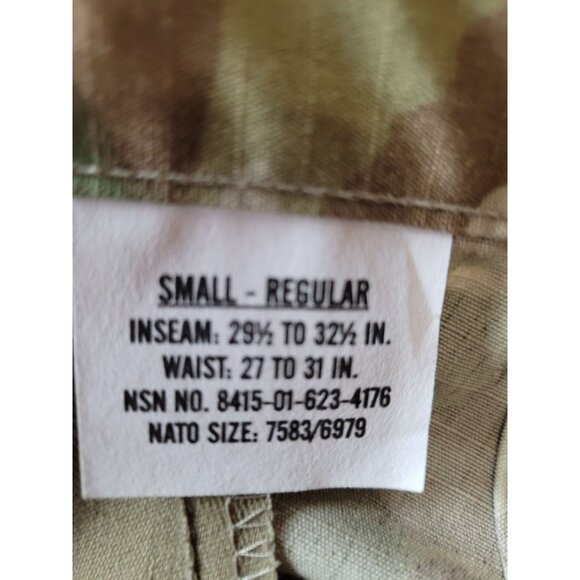 SMALL - REGULAR
INSEAM: 29½ TO 32½ IN.
WAIST: 27 TO 31 IN.
NSN NO. 8415-01-623-4176
NATO SIZE: 7583/6979